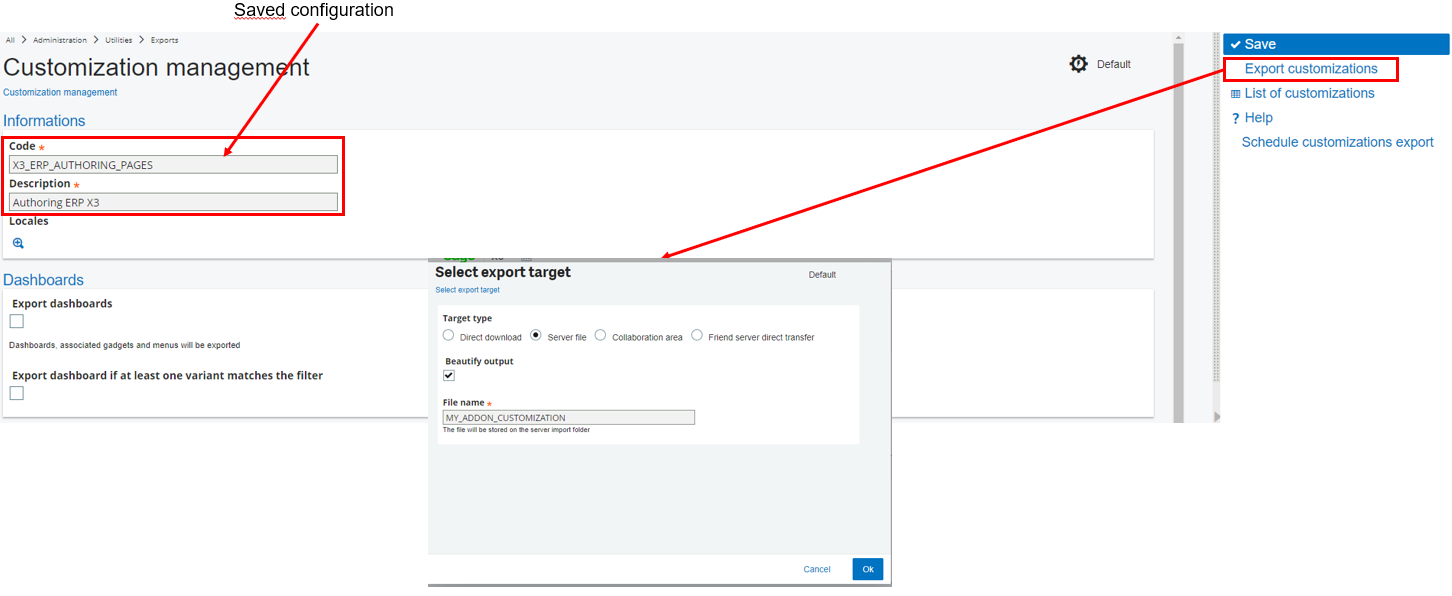 Saved configuration
All > Administration > Utilities > Exports
Customization management
Default
Customization management
Informations
Code *
X3_ERP_AUTHORING_PAGES
Description *
Authoring ERP X3
Locales
Dashboards
Export dashboards
Dashboards, associated gadgets and menus will be exported
Export dashboard if at least one variant matches the filter
Save
Export customizations
List of customizations
? Help
Schedule customizations export
Select export target
Default
Select export target
Target type
Direct download Server file Collaboration area Friend server direct transfer
Beautify output
File name *
MY_ADDON_CUSTOMIZATION
The file will be stored on the server import folder
Cancel Ok